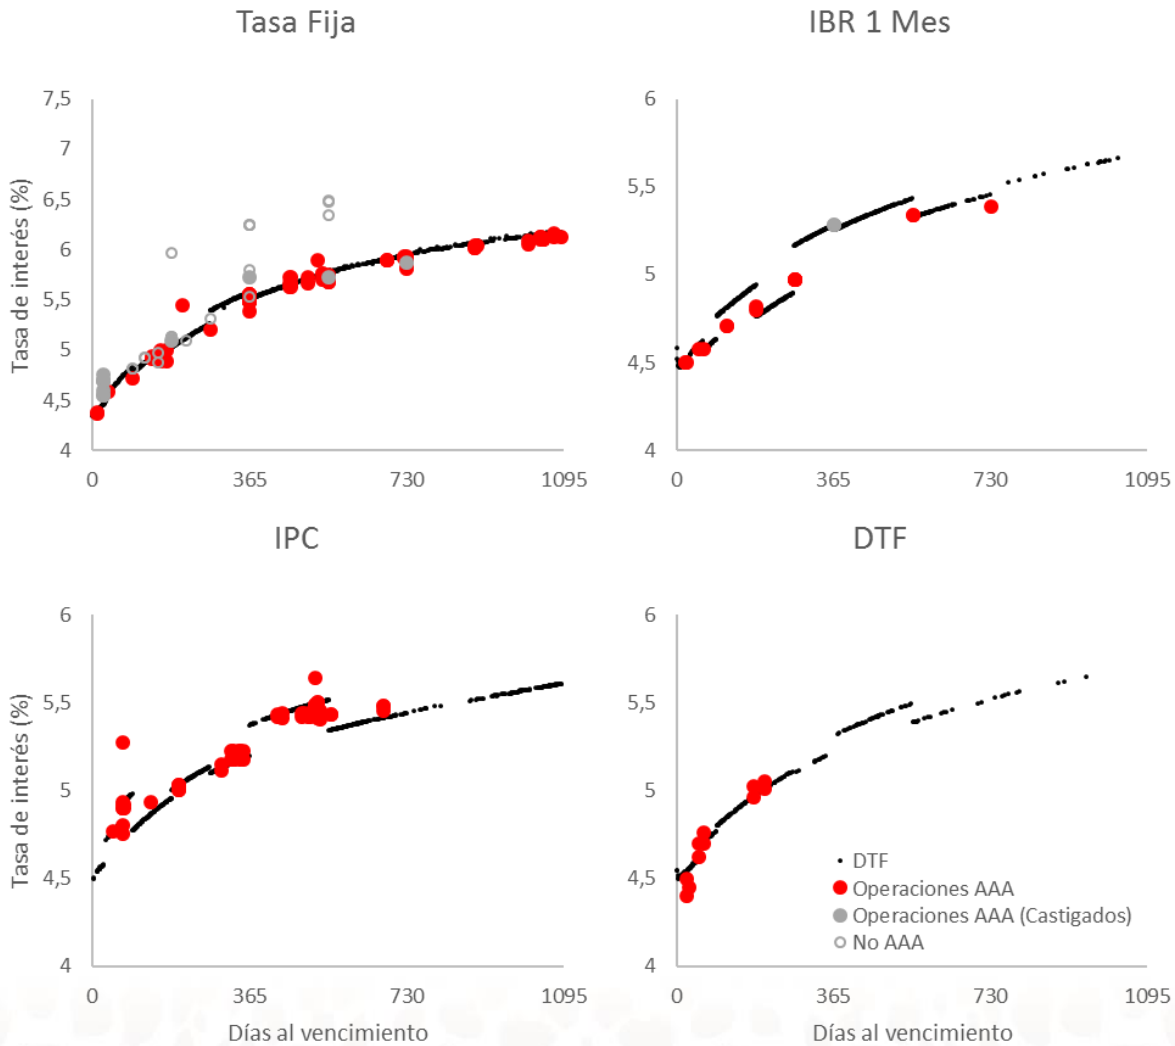 Tasa Fija
Tasa de interés (%)
7,5
7
6,5
6
5,5
5
4,5
4
0 365 730 1095
IBR 1 Mes
6
5,5
5
4,5
4
0 365 730 1095
IPC
Tasa de interés (%)
6
5,5
5
4,5
4
0 365 730 1095
Días al vencimiento
DTF
6
5,5
5
4,5
4
DTF
Operaciones AAA
Operaciones AAA (Castigados)
No AAA
0 365 730 1095
Días al vencimiento